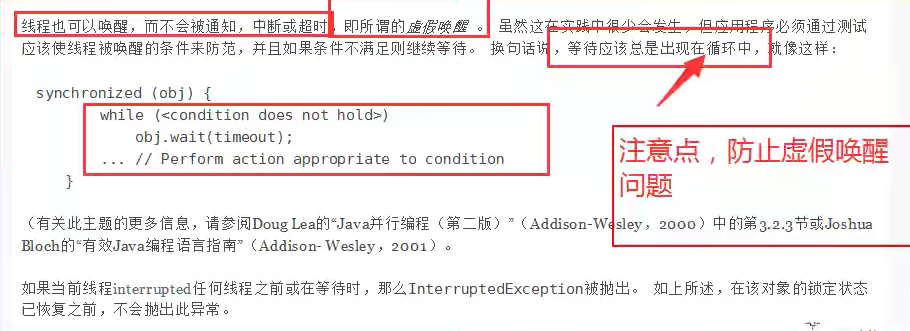 线程也可以唤醒，而不会被通知，中断或超时，即所谓的虚假唤醒 。 虽然这在实践中很少会发生，但应用程序必须通过测试
应该使线程被唤醒的条件来防范，并且如果条件不满足则继续等待。 换句话说，等待应该总是出现在循环中，就像这样：
synchronized (obj) {
while (<condition does not hold>)
obj.wait(timeout);
... // Perform action appropriate to condition
}
注意点，防止虚假唤醒
问题
（有关此主题的更多信息，请参阅Doug Lea的“Java并行编程（第二版）”（Addison-Wesley，2000）中的第3.2.3节或Joshua
Bloch的“有效Java编程语言指南”（Addison- Wesley，2001）。
如果当前线程interrupted任何线程之前或在等待时，那么InterruptedException被抛出。 如上所述，在该对象的锁定状态
已恢复之前，不会抛出此异常。